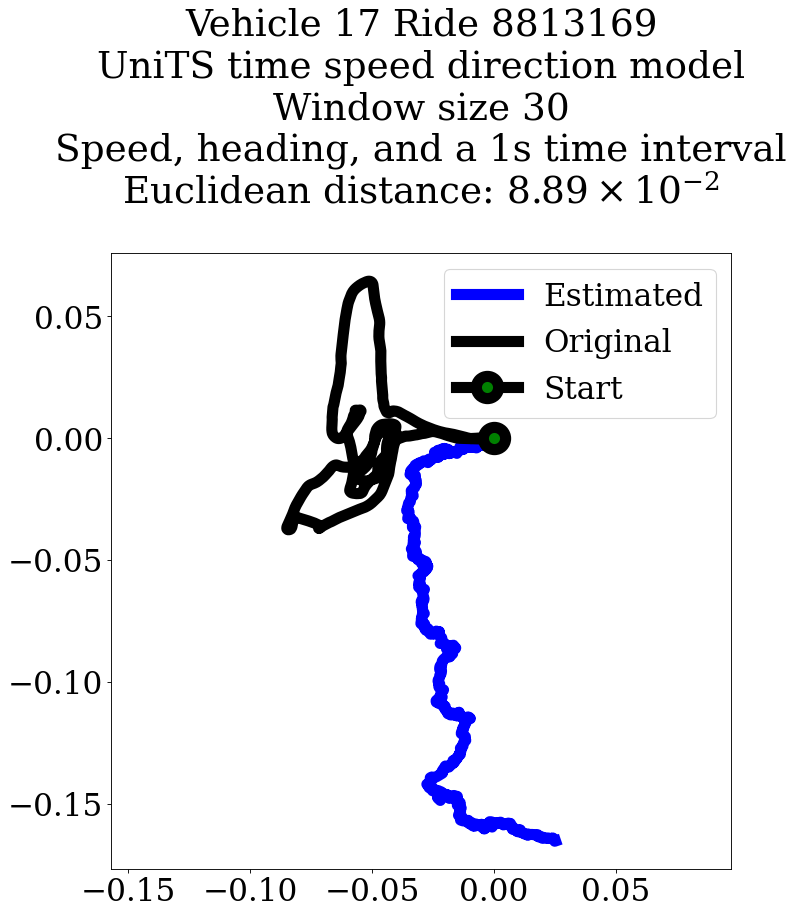 Vehicle 17 Ride 8813169
UniTS time speed direction model
Window size 30
Speed, heading, and a 1s time interval
Euclidean distance: 8.89 × 10⁻²
Estimated
Original
Start
0.05
0.00
−0.05
−0.10
−0.15
−0.15 −0.10 −0.05 0.00 0.05